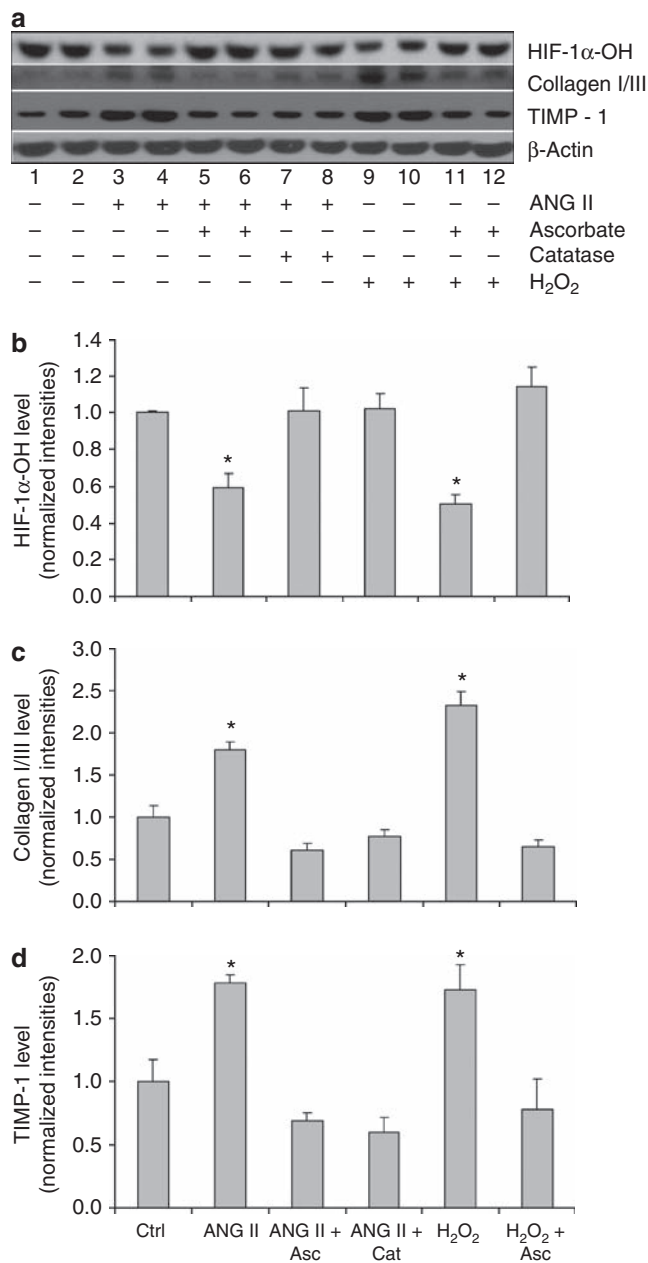 a
HIF-1α-OH
Collagen I/III
TIMP - 1
β-Actin
1 2 3 4 5 6 7 8 9 10 11 12
– – + + + + + + – – – – ANG II
– – – – + + – – – – + + Ascorbate
– – – – – – + + – – – – Catatase
– – – – – – – – + + + + H₂O₂
b
HIF-1α-OH level
(normalized intensities)
1.4
1.2
1.0
0.8
0.6
0.4
0.2
0.0
* *
c
Collagen I/III level
(normalized intensities)
3.0
2.5
2.0
1.5
1.0
0.5
0.0
* *
d
TIMP-1 level
(normalized intensities)
2.0
1.5
1.0
0.5
0.0
* *
Ctrl
ANG II
ANG II +
Asc
ANG II +
Cat
H₂O₂
H₂O₂ +
Asc